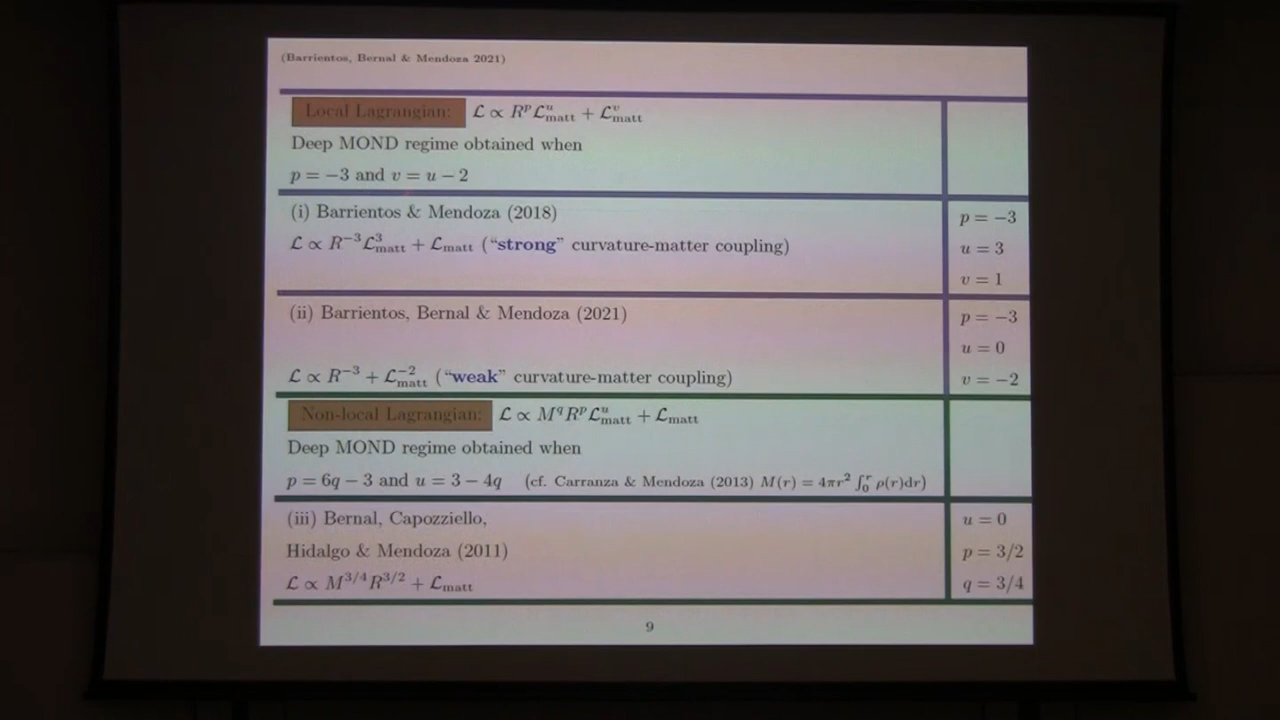 (Barrientos, Bernal & Mendoza 2021)
Local Lagrangian: ℒ ∝ R^p ℒ^u_matt + ℒ^v_matt
Deep MOND regime obtained when
p = −3 and v = u − 2
(i) Barrientos & Mendoza (2018)
p = −3
ℒ ∝ R^{−3} ℒ^3_matt + ℒ_matt (“strong” curvature-matter coupling)
u = 3
v = 1
(ii) Barrientos, Bernal & Mendoza (2021)
p = −3
u = 0
ℒ ∝ R^{−3} + ℒ^{−2}_matt (“weak” curvature-matter coupling)
v = −2
Non-local Lagrangian: ℒ ∝ M^q R^p ℒ^u_matt + ℒ_matt
Deep MOND regime obtained when
p = 6q − 3 and u = 3 − 4q (cf. Carranza & Mendoza (2013) M(r) = 4πr² ∫_0^r ρ(r)dr)
(iii) Bernal, Capozziello,
u = 0
Hidalgo & Mendoza (2011)
p = 3/2
ℒ ∝ M^{3/4} R^{3/2} + ℒ_matt
q = 3/4
9